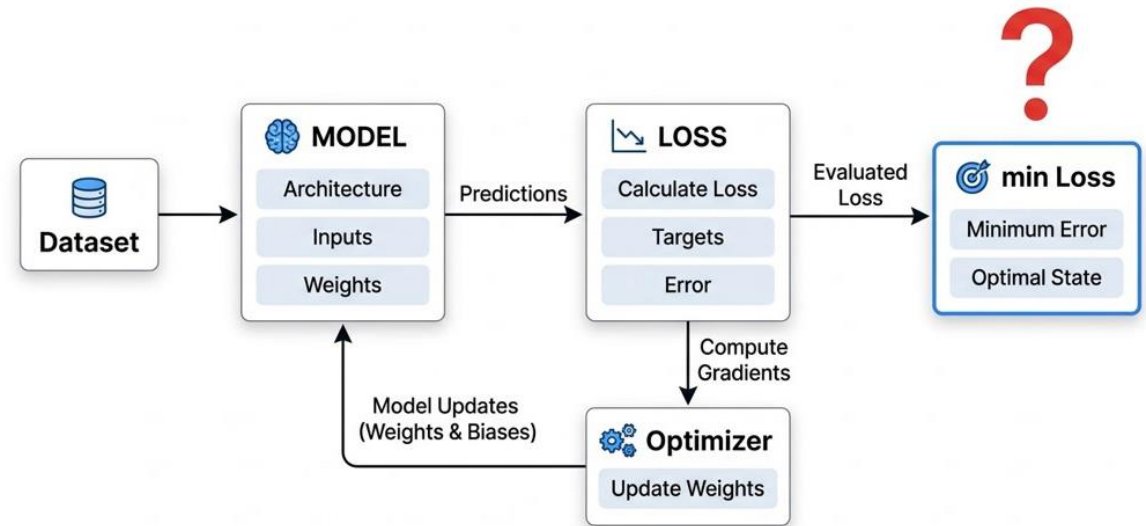 ?
MODEL
Architecture
Inputs
Weights
Dataset
Predictions
LOSS
Calculate Loss
Targets
Error
Evaluated
Loss
min Loss
Minimum Error
Optimal State
Compute
Gradients
Model Updates
(Weights & Biases)
Optimizer
Update Weights